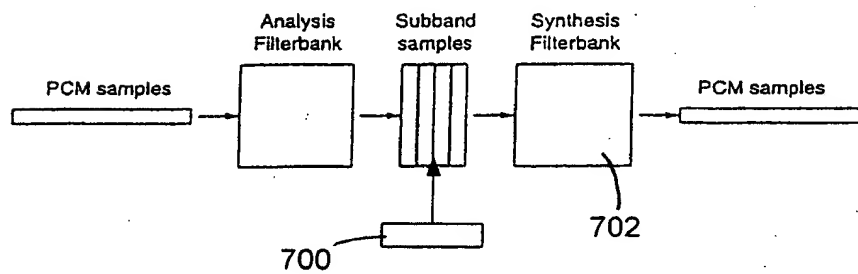 Analysis
Filterbank
Subband
samples
Synthesis
Filterbank
PCM samples
PCM samples
700
702